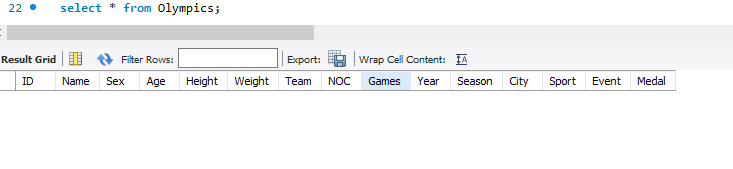 22 select * from Olympics;
Result Grid Filter Rows: Export: Wrap Cell Content:
ID Name Sex Age Height Weight Team NOC Games Year Season City Sport Event Medal